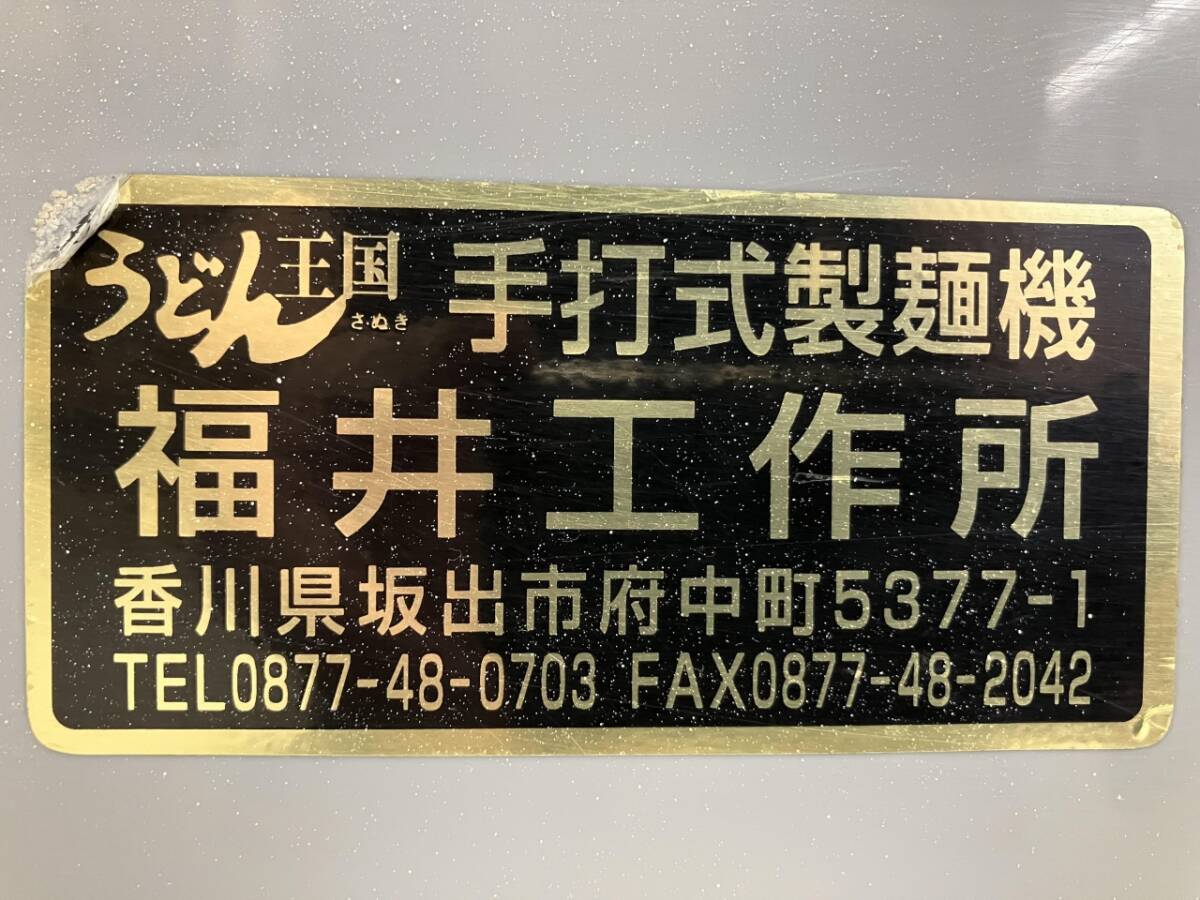 うどん王国 さぬき 手打式製麺機
福井工作所
香川県坂出市府中町5377-1
TEL0877-48-0703 FAX0877-48-2042